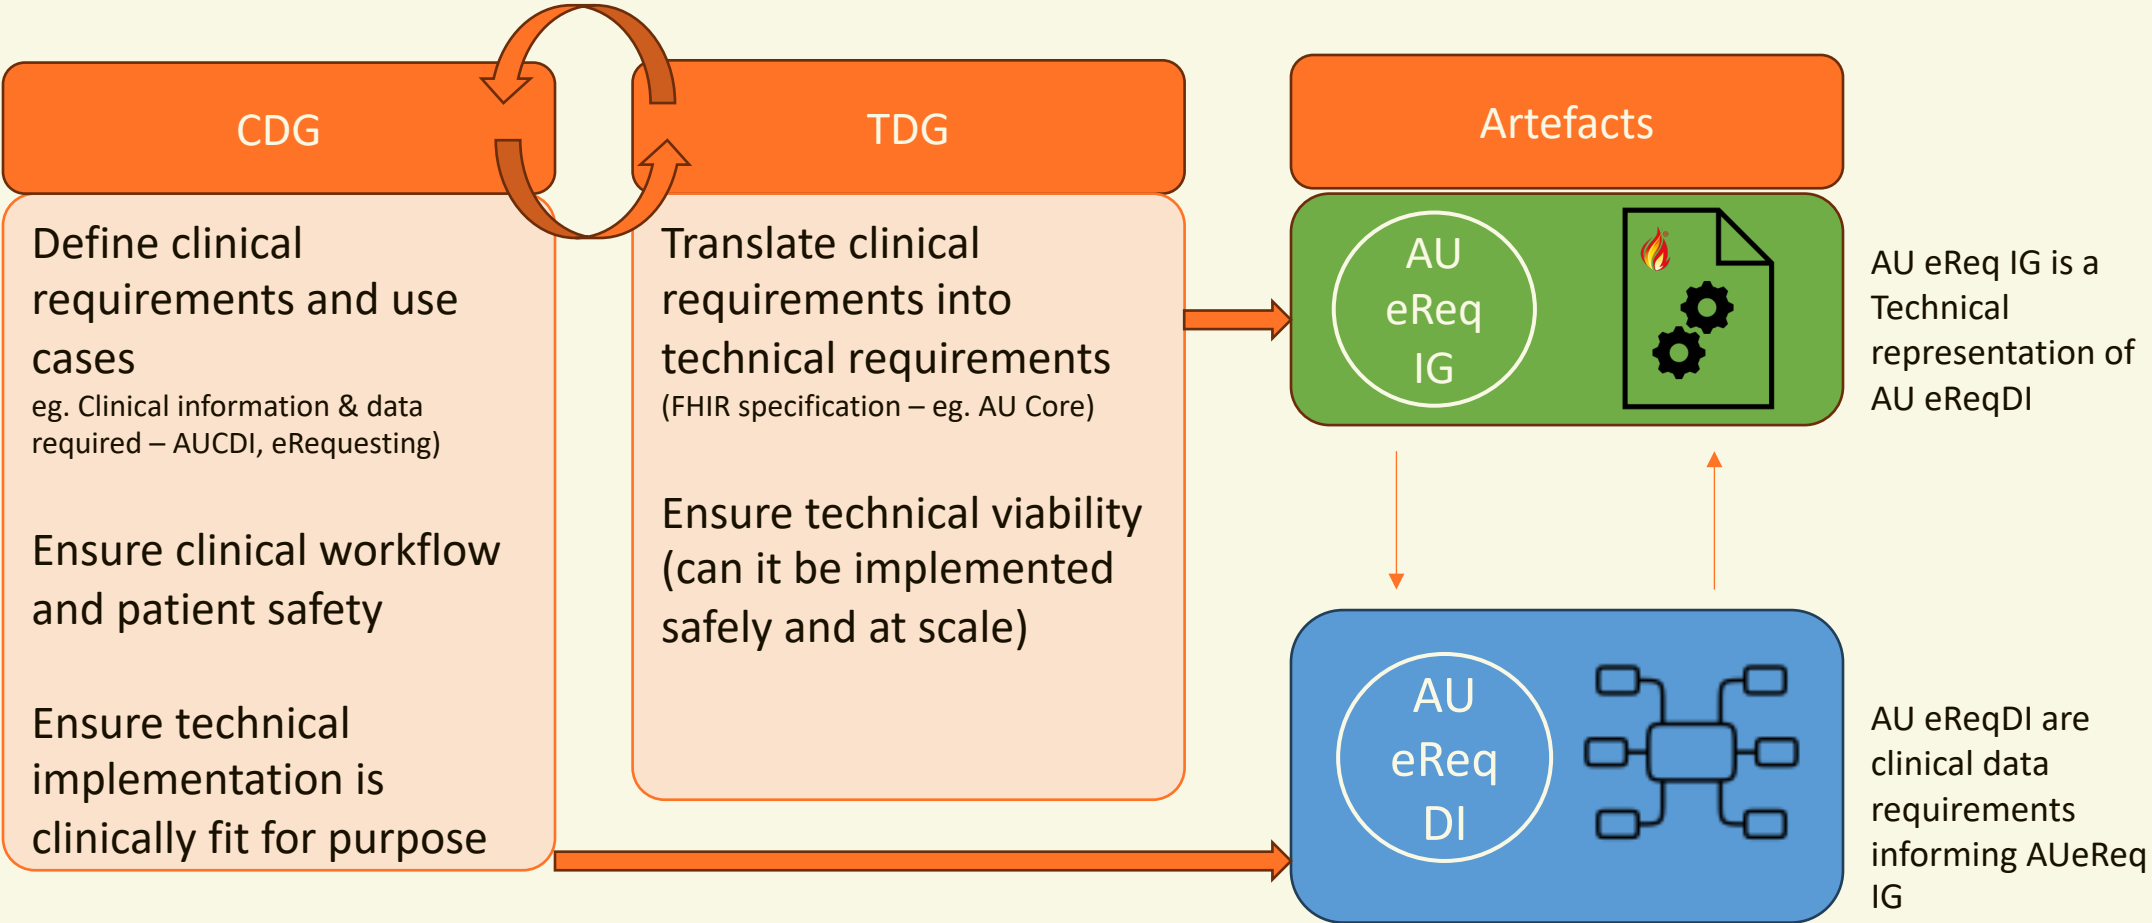 CDG
Define clinical
requirements and use
cases
eg. Clinical information & data
required – AUCDI, eRequesting)
Ensure clinical workflow
and patient safety
Ensure technical
implementation is
clinically fit for purpose
TDG
Translate clinical
requirements into
technical requirements
(FHIR specification – eg. AU Core)
Ensure technical viability
(can it be implemented
safely and at scale)
Artefacts
AU
eReq
IG
AU eReq IG is a
Technical
representation of
AU eReqDI
AU
eReq
DI
AU eReqDI are
clinical data
requirements
informing AUeReq
IG